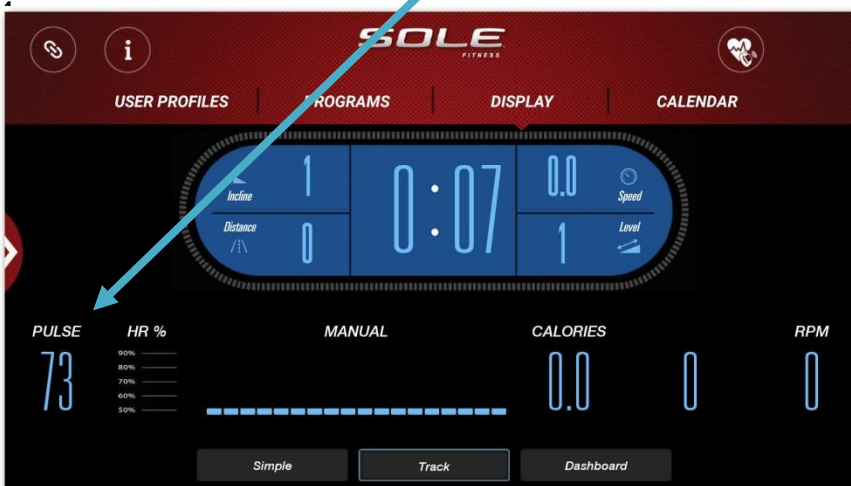 i
SOLE
FITNESS
USER PROFILES PROGRAMS DISPLAY CALENDAR
Incline 1 0:07 0.0 Speed
Distance 0 1 Level
PULSE HR % MANUAL CALORIES RPM
73 0.0 0 0
90%
80%
70%
60%
50%
Simple Track Dashboard